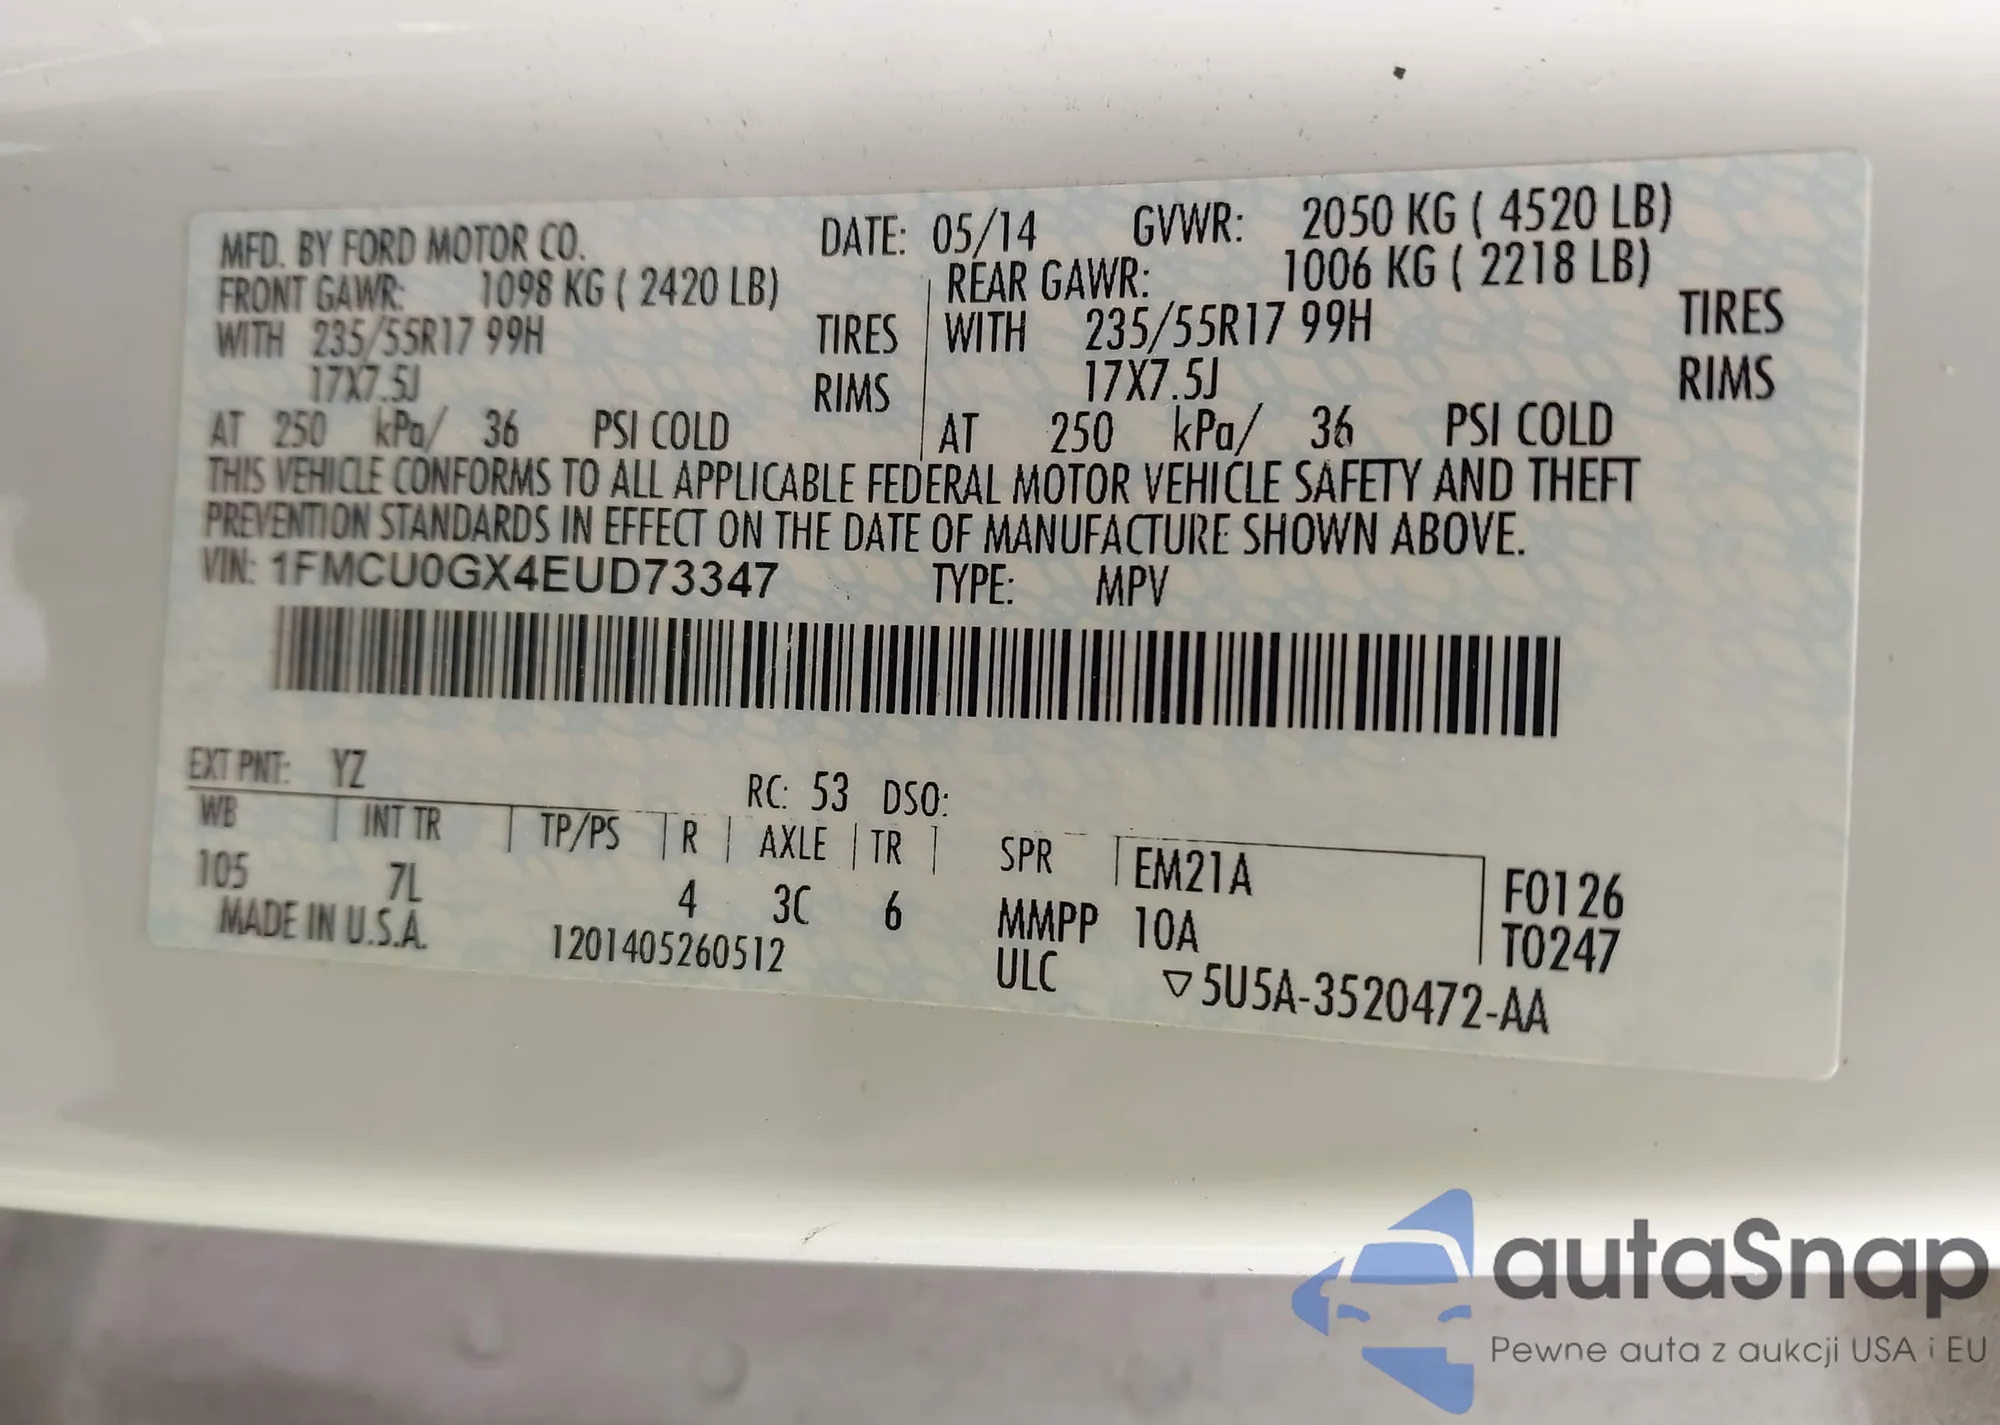 MFD. BY FORD MOTOR CO. DATE: 05/14 GVWR: 2050 KG ( 4520 LB)
FRONT GAWR: 1098 KG ( 2420 LB) REAR GAWR: 1006 KG ( 2218 LB)
WITH 235/55R17 99H TIRES WITH 235/55R17 99H TIRES
17X7.5J RIMS 17X7.5J RIMS
AT 250 kPa/ 36 PSI COLD AT 250 kPa/ 36 PSI COLD
THIS VEHICLE CONFORMS TO ALL APPLICABLE FEDERAL MOTOR VEHICLE SAFETY AND THEFT
PREVENTION STANDARDS IN EFFECT ON THE DATE OF MANUFACTURE SHOWN ABOVE.
VIN: 1FMCU0GX4EUD73347 TYPE: MPV
EXT PNT: YZ RC: 53 DSO:
WB INT TR TP/PS R AXLE TR SPR EM21A F0126
105 7L 4 3C 6 MMPP 10A T0247
MADE IN U.S.A. 1201405260512 ULC ▽5U5A-3520472-AA
autaSnap
Pewne auta z aukcji USA i EU